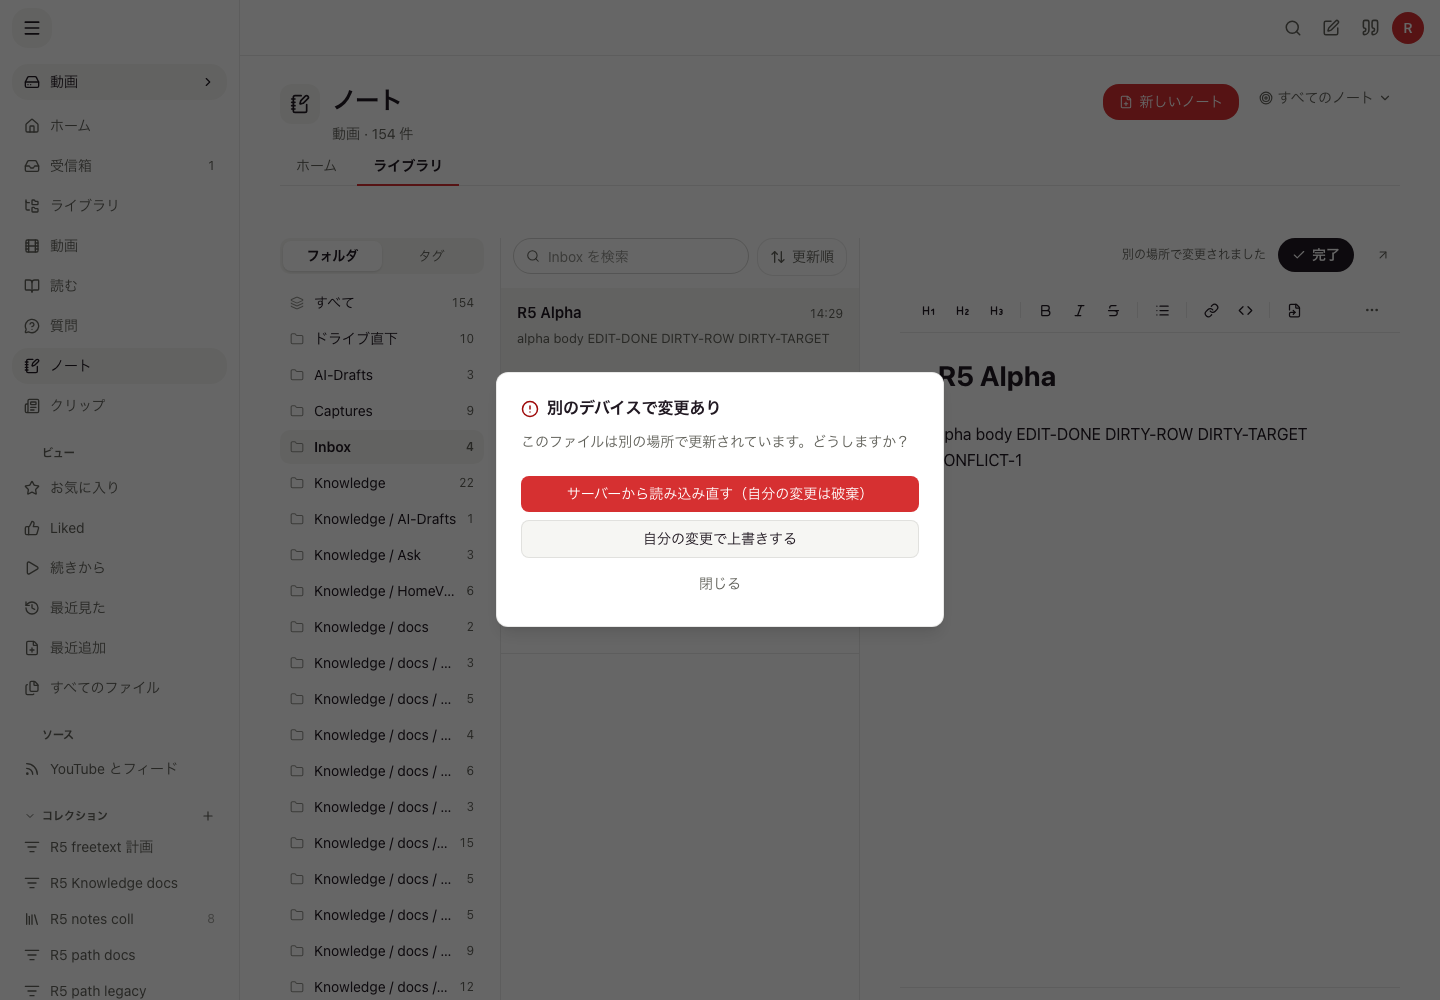 動画
ホーム
受信箱 1
ライブラリ
動画
読む
質問
ノート
クリップ
ビュー
お気に入り
Liked
続きから
最近見た
最近追加
すべてのファイル
ソース
YouTube とフィード
コレクション
R5 freetext 計画
R5 Knowledge docs
R5 notes coll 8
R5 path docs
R5 path legacy
R
ノート
動画 · 154 件
新しいノート
すべてのノート
ホーム
ライブラリ
フォルダ
タグ
すべて 154
ドライブ直下 10
AI-Drafts 3
Captures 9
Inbox 4
Knowledge 22
Knowledge / AI-Drafts 1
Knowledge / Ask 3
Knowledge / HomeV... 6
Knowledge / docs 2
Knowledge / docs / ... 3
Knowledge / docs / ... 5
Knowledge / docs / ... 4
Knowledge / docs / ... 6
Knowledge / docs / ... 3
Knowledge / docs /... 15
Knowledge / docs / ... 5
Knowledge / docs / ... 5
Knowledge / docs / ... 9
Knowledge / docs /... 12
Inbox を検索
更新順
R5 Alpha 14:29
alpha body EDIT-DONE DIRTY-ROW DIRTY-TARGET
別の場所で変更されました
完了
H1 H2 H3 B I S
R5 Alpha
pha body EDIT-DONE DIRTY-ROW DIRTY-TARGET
ONFLICT-1
別のデバイスで変更あり
このファイルは別の場所で更新されています。どうしますか？
サーバーから読み込み直す（自分の変更は破棄）
自分の変更で上書きする
閉じる